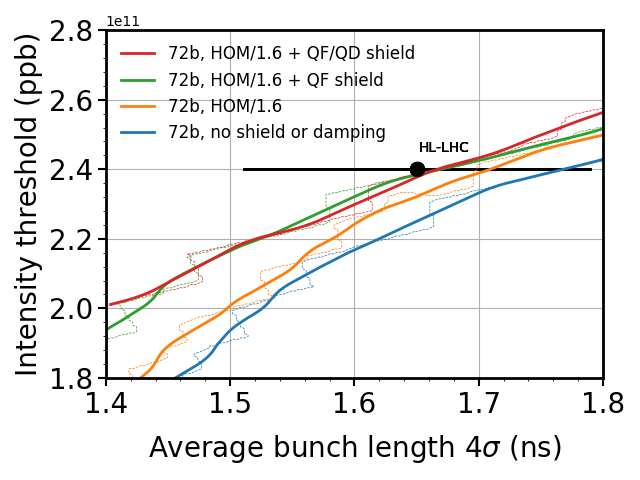 1e11
2.8
2.6
2.4
2.2
2.0
1.8
Intensity threshold (ppb)
72b, HOM/1.6 + QF/QD shield
72b, HOM/1.6 + QF shield
72b, HOM/1.6
72b, no shield or damping
HL-LHC
1.4 1.5 1.6 1.7 1.8
Average bunch length 4σ (ns)